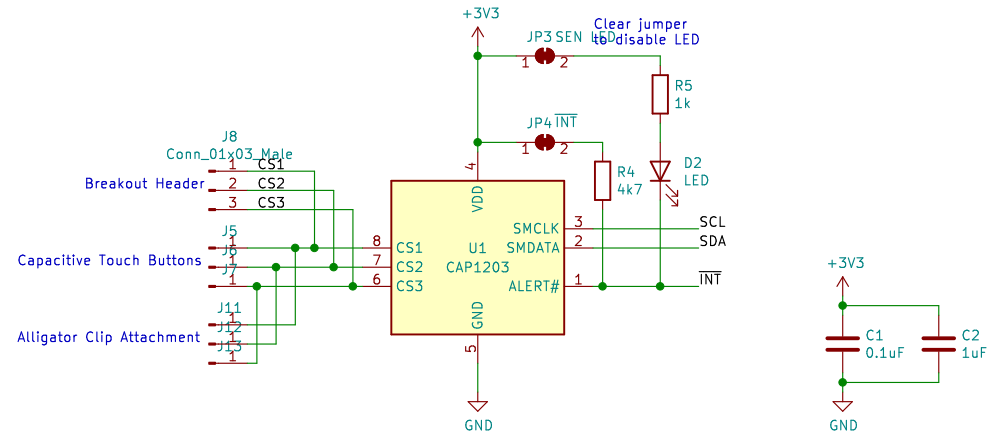 +3V3
Clear jumper
to disable LED
JP3 SEN LED
1 2
R5
1k
JP4 INT
1 2
J8
Conn_01x03_Male
Breakout Header
1 CS1
2 CS2
3 CS3
4
VDD
R4
4k7
D2
LED
SMCLK 3 SCL
J5
1
8 CS1
U1
SMDATA 2 SDA
Capacitive Touch Buttons
J6
1
7 CS2
CAP1203
J7
1
6 CS3
ALERT# 1 INT
+3V3
J11
1
GND
Alligator Clip Attachment
J12
1
J13
1
5
C1
0.1uF
C2
1uF
GND
GND